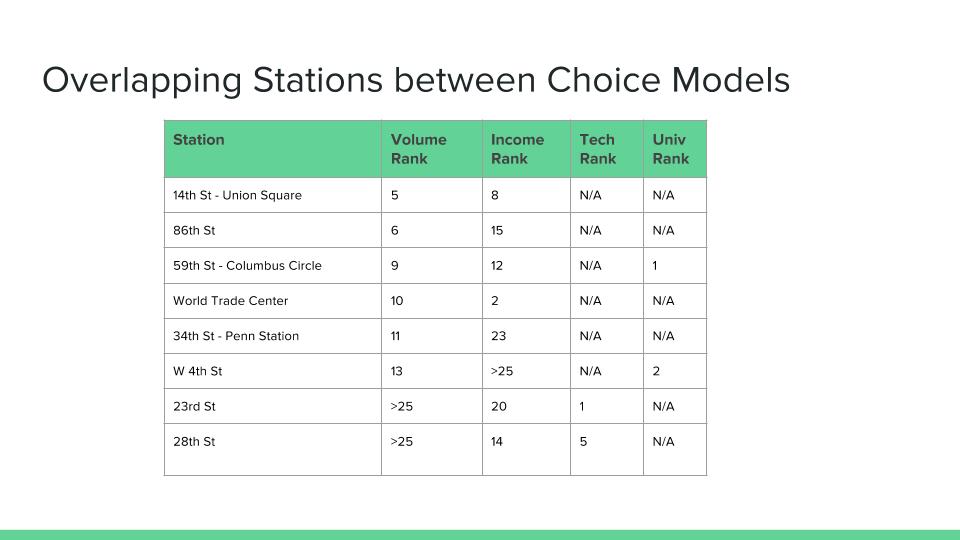 Overlapping Stations between Choice Models
Station Volume Rank Income Rank Tech Rank Univ Rank
14th St - Union Square 5 8 N/A N/A
86th St 6 15 N/A N/A
59th St - Columbus Circle 9 12 N/A 1
World Trade Center 10 2 N/A N/A
34th St - Penn Station 11 23 N/A N/A
W 4th St 13 >25 N/A 2
23rd St >25 20 1 N/A
28th St >25 14 5 N/A